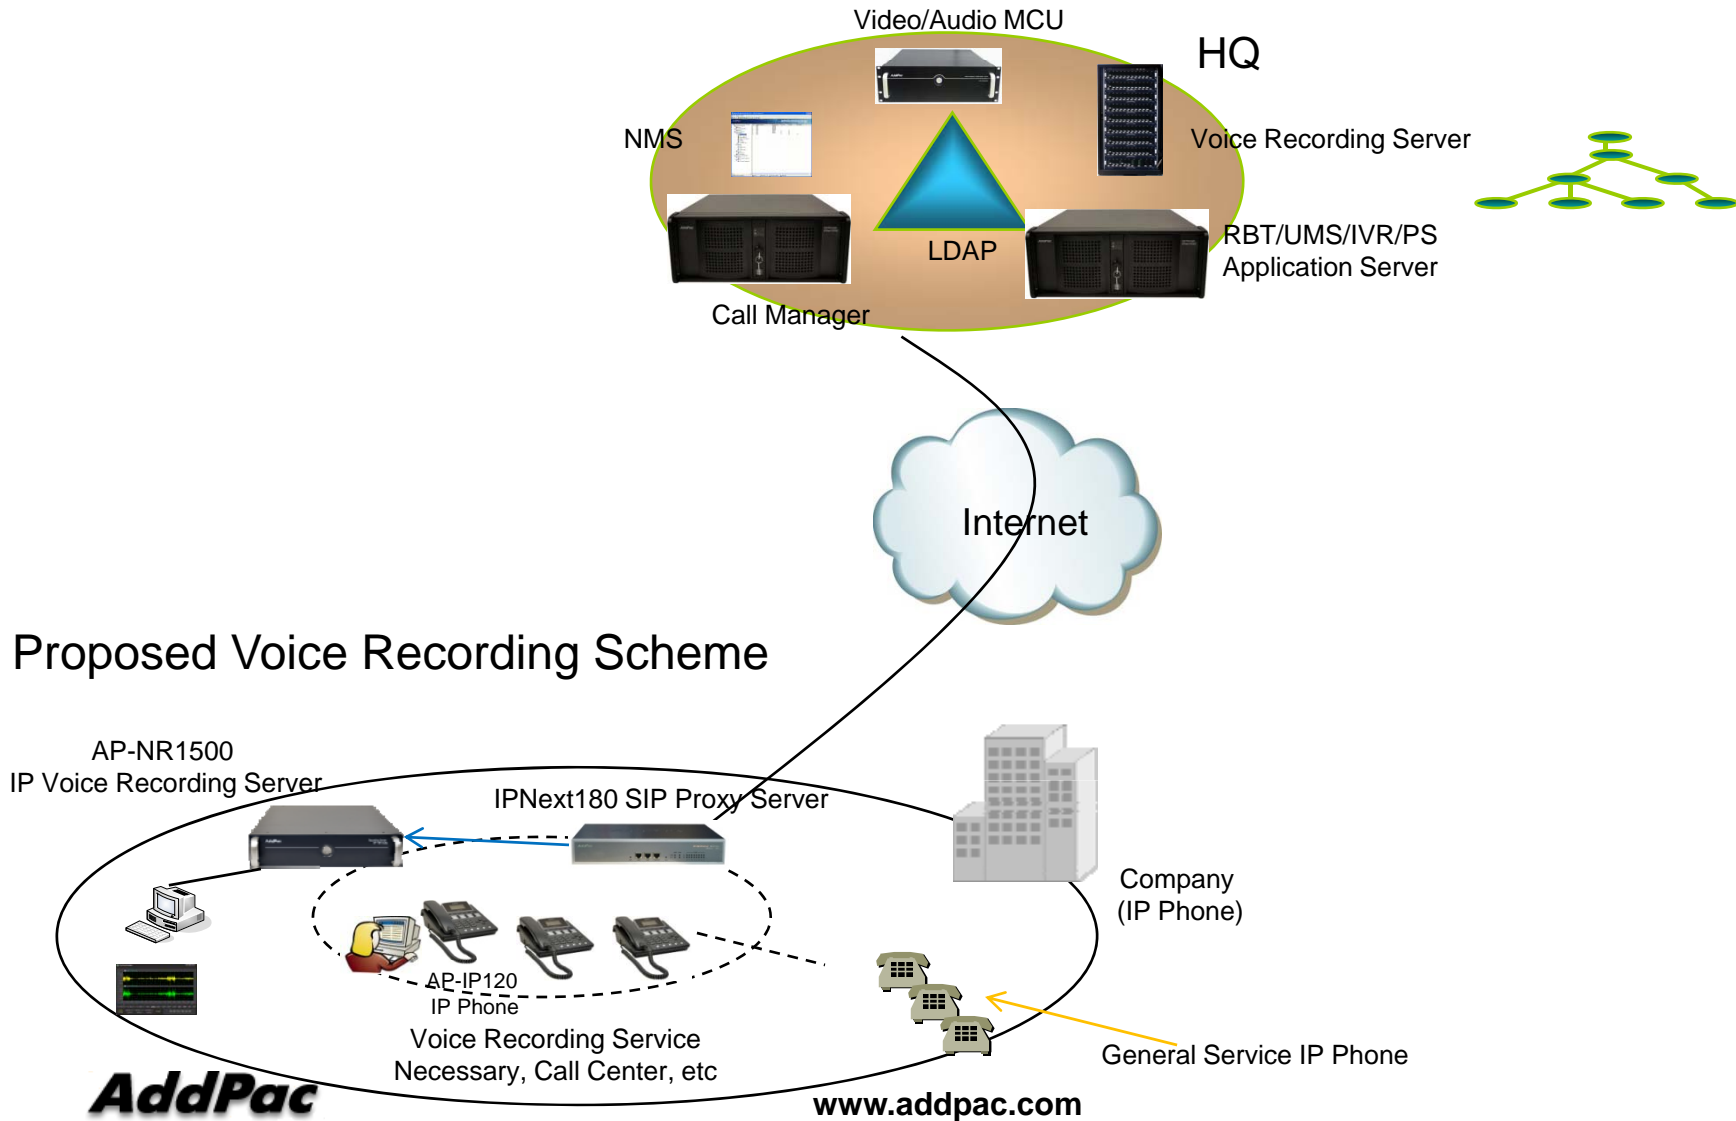 Video/Audio MCU
HQ
NMS
Voice Recording Server
LDAP
RBT/UMS/IVR/PS
Application Server
Call Manager
Internet
Proposed Voice Recording Scheme
AP-NR1500
IP Voice Recording Server
IPNext180 SIP Proxy Server
Company
(IP Phone)
AP-IP120
IP Phone
Voice Recording Service
Necessary, Call Center, etc
General Service IP Phone
AddPac
www.addpac.com